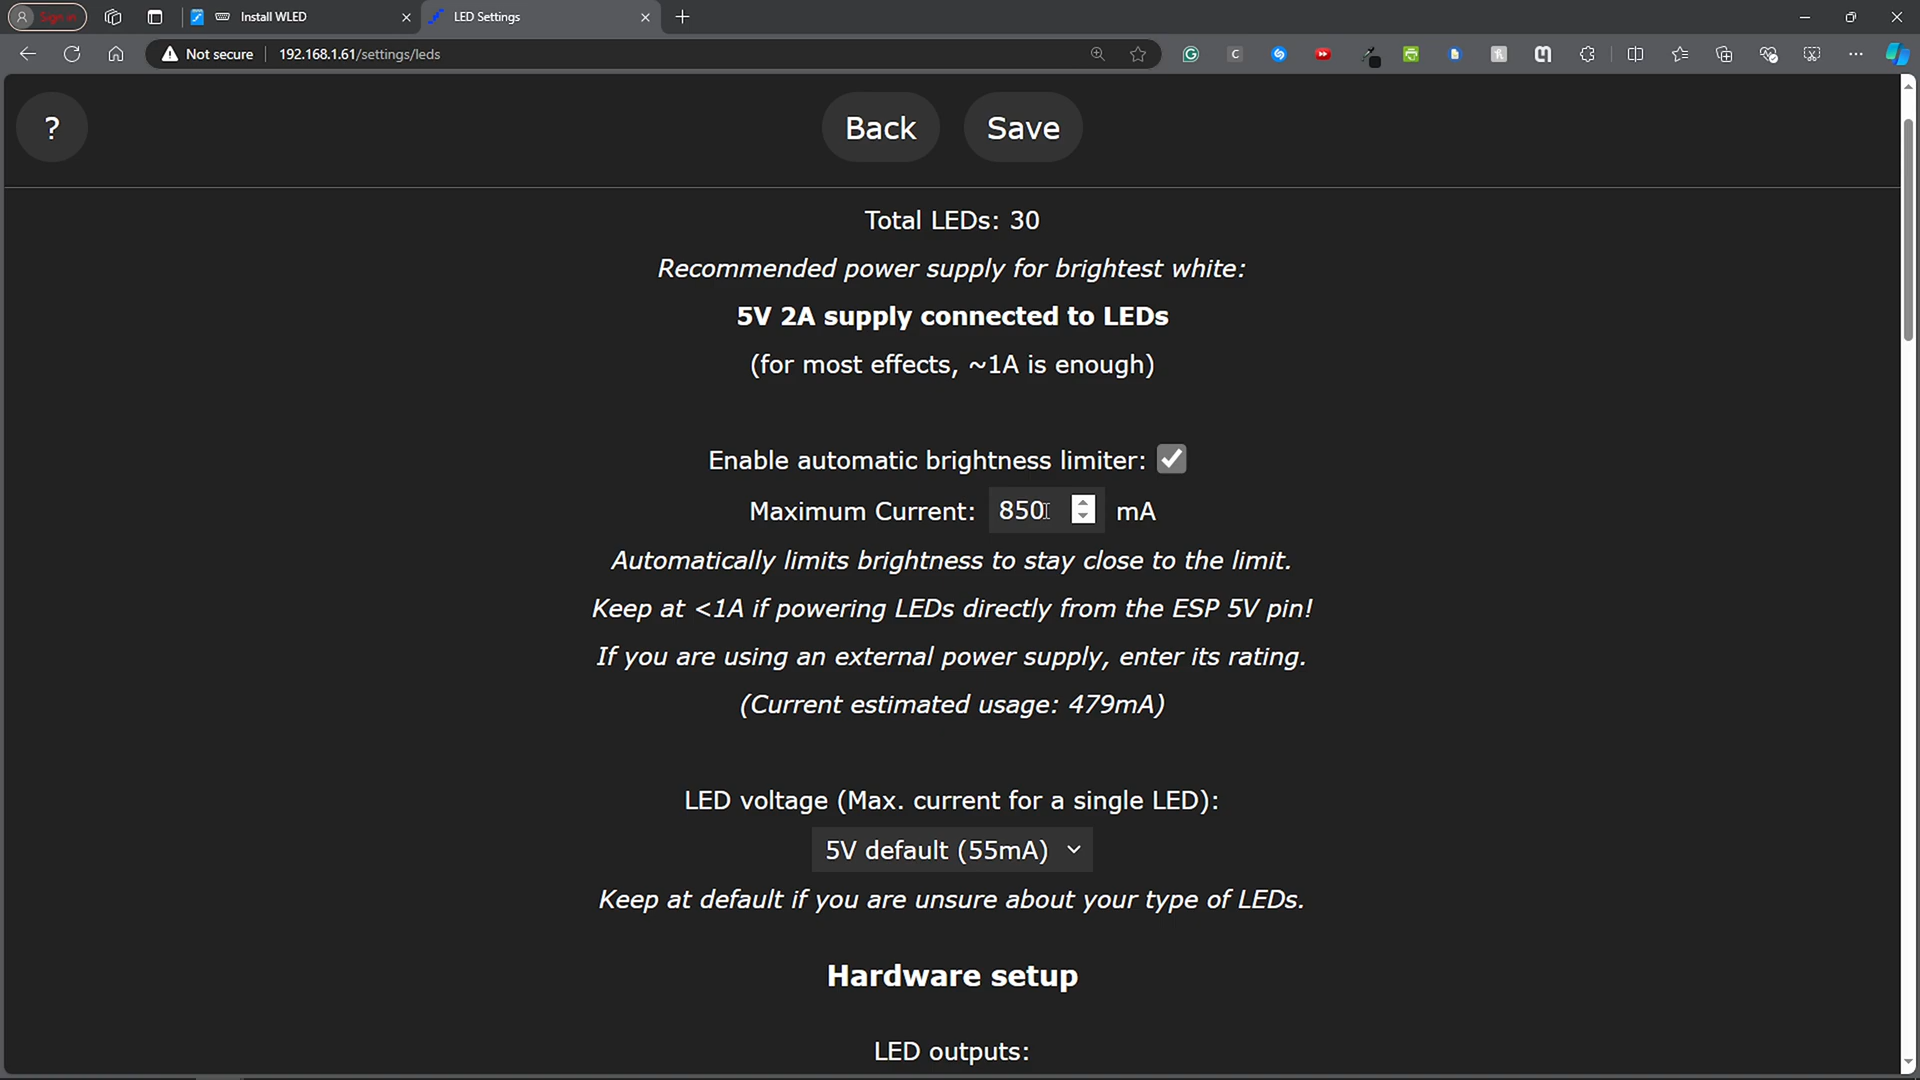 Sign in
Install WLED
LED Settings
Not secure
192.168.1.61/settings/leds
?
Back
Save
Total LEDs: 30
Recommended power supply for brightest white:
5V 2A supply connected to LEDs
(for most effects, ~1A is enough)
Enable automatic brightness limiter:
Maximum Current: 850 mA
Automatically limits brightness to stay close to the limit.
Keep at <1A if powering LEDs directly from the ESP 5V pin!
If you are using an external power supply, enter its rating.
(Current estimated usage: 479mA)
LED voltage (Max. current for a single LED):
5V default (55mA)
Keep at default if you are unsure about your type of LEDs.
Hardware setup
LED outputs: